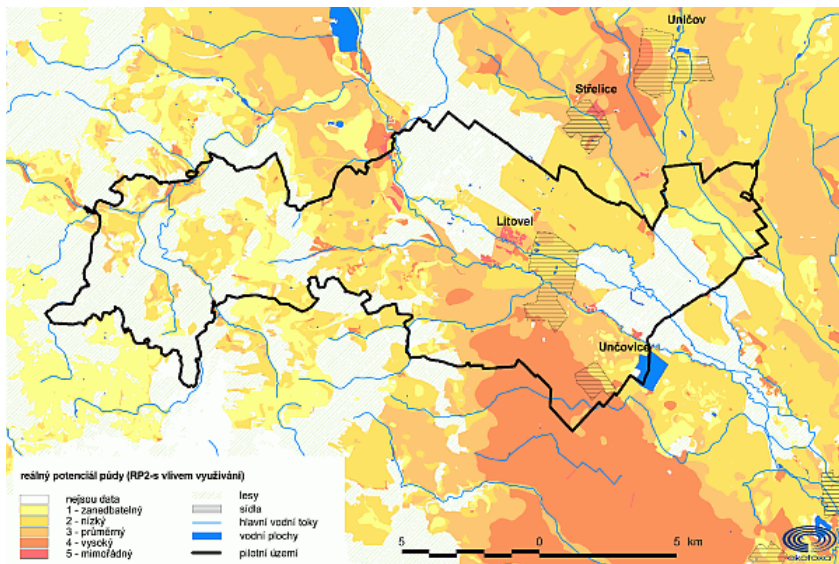 Uničov
Střelice
Litovel
Unčovice
reálný potenciál půdy (RP2-s vlivem využívání)
nejsou data
1 - zanedbatelný
2 - nízký
3 - průměrný
4 - vysoký
5 - mimořádný
lesy
sídla
hlavní vodní toky
vodní plochy
pilotní území
5 0 5 km
ekotoxa